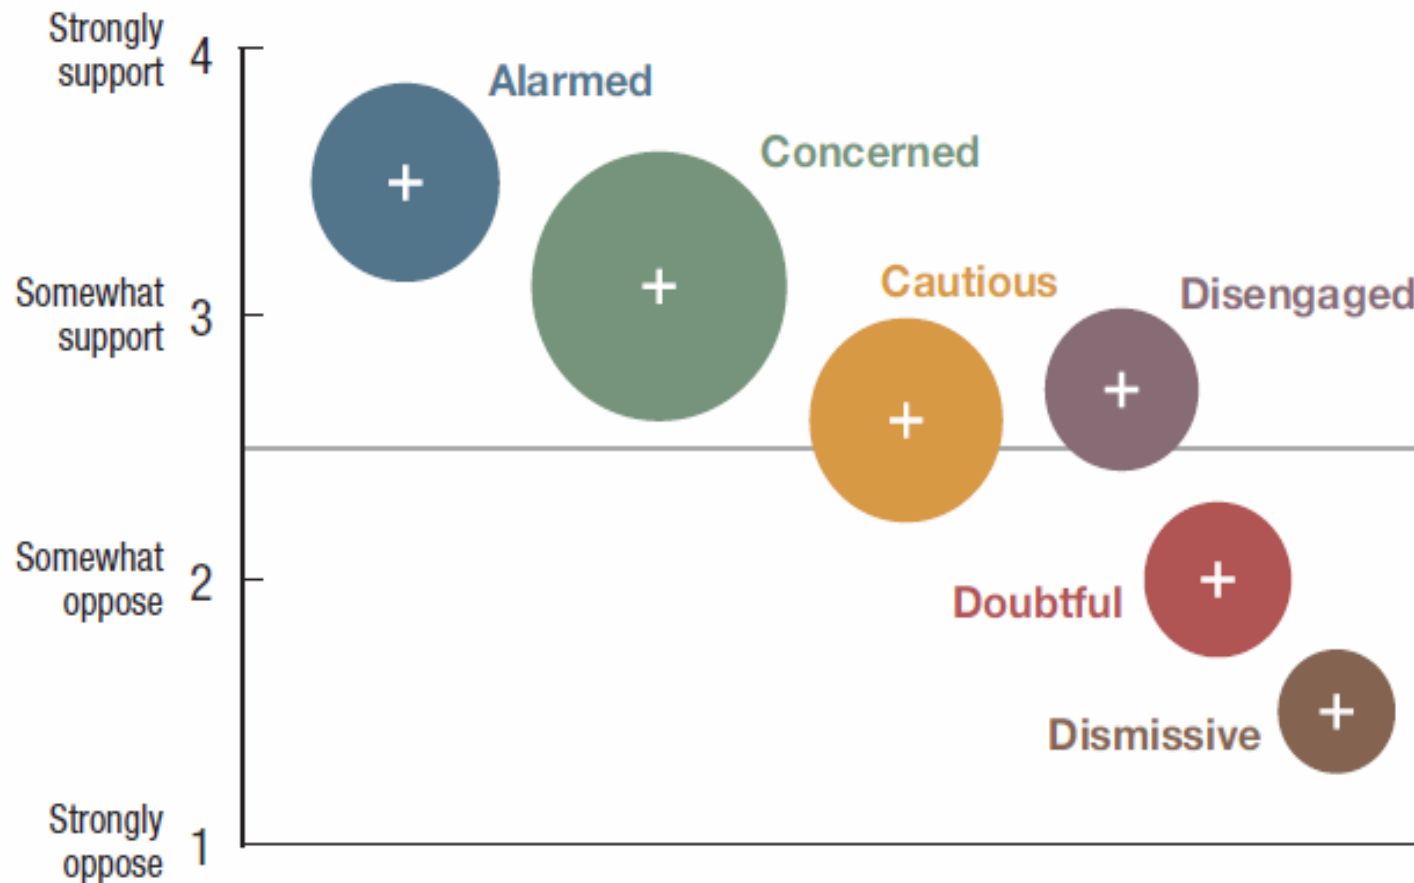 Strongly
support
4
Alarmed
Concerned
Cautious
Disengaged
Somewhat
support
3
Somewhat
oppose
2
Doubtful
Dismissive
Strongly
oppose
1